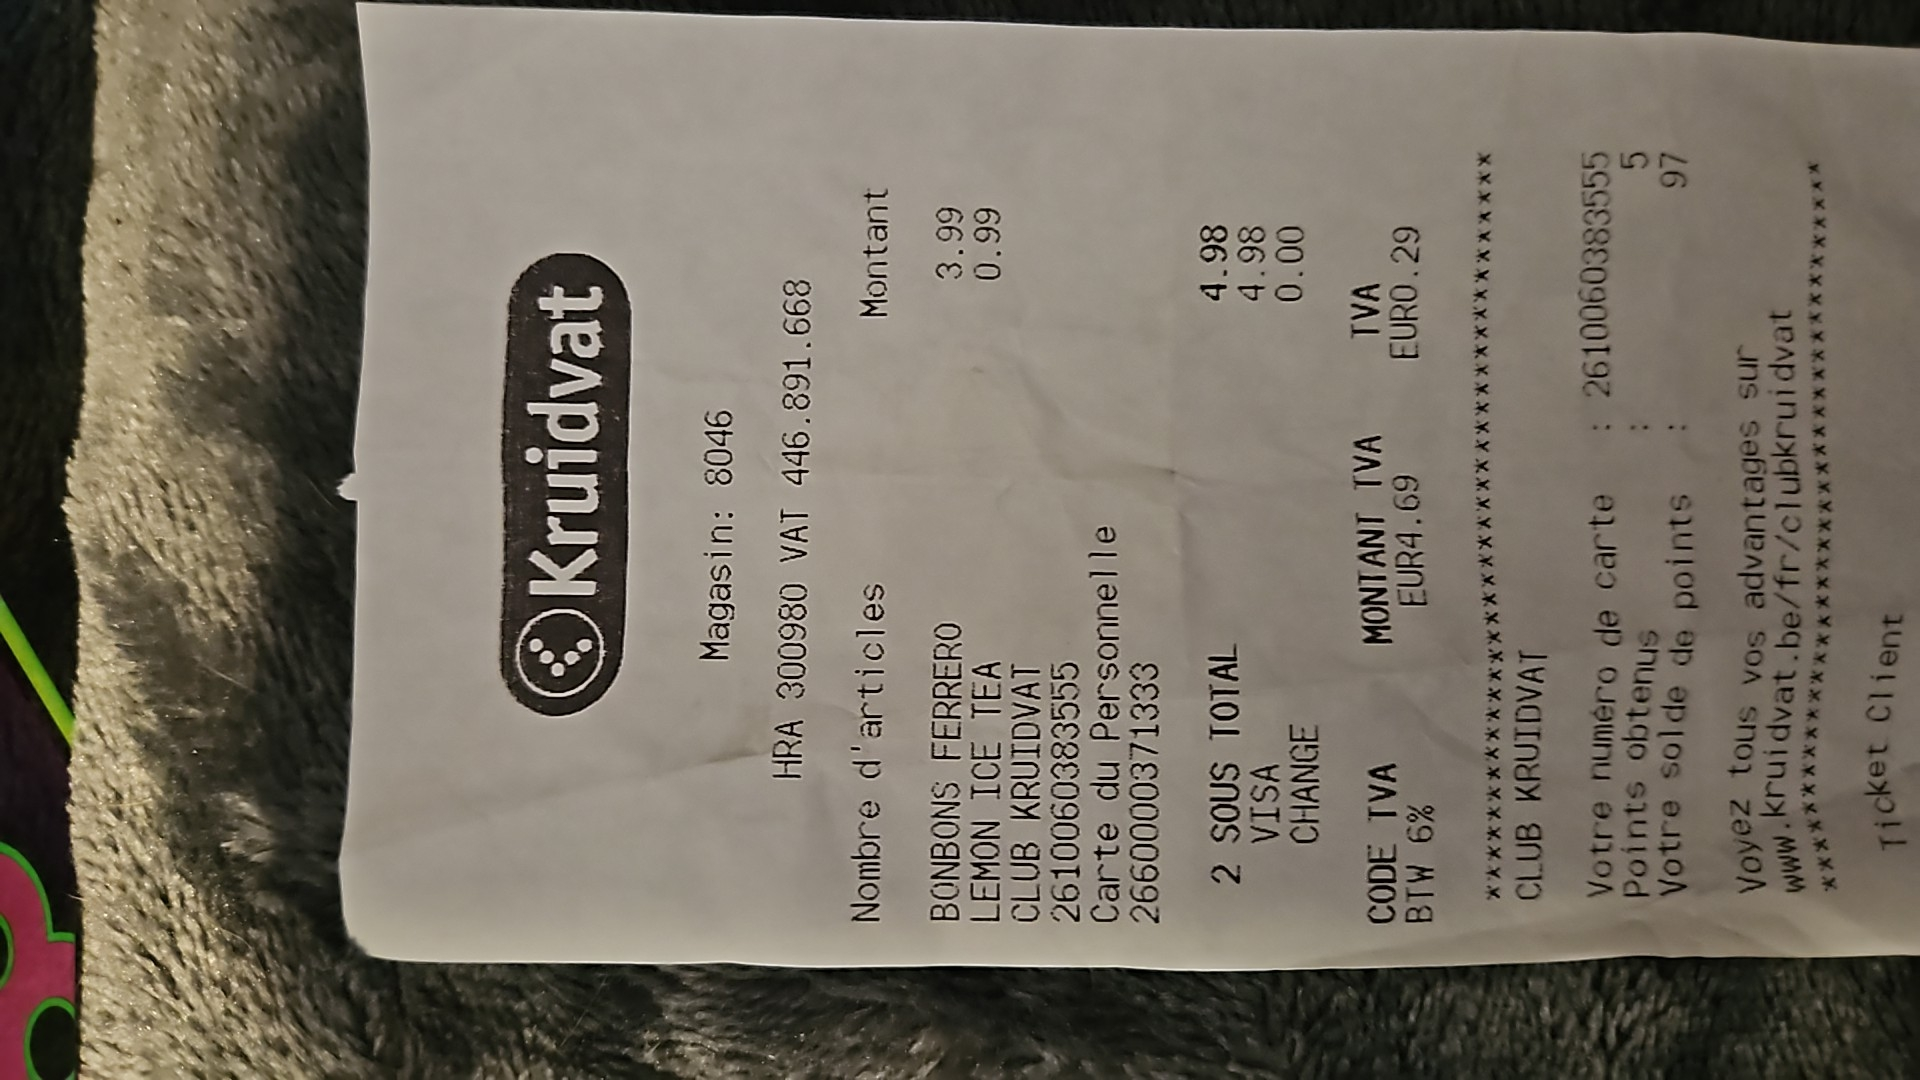 Kruidvat
Magasin: 8046
HRA 300980 VAT 446.891.668
Nombre d'articles Montant
BONBONS FERRERO 3.99
LEMON ICE TEA 0.99
CLUB KRUIDVAT
2610060383555
Carte du Personnelle
2660000371333
2 SOUS TOTAL 4.98
VISA 4.98
CHANGE 0.00
CODE TVA MONTANT TVA TVA
BTW 6% EUR4.69 EUR0.29
****************************************
CLUB KRUIDVAT
Votre numéro de carte : 2610060383555
Points obtenus : 5
Votre solde de points : 97
Voyez tous vos advantages sur
www.kruidvat.be/fr/clubkruidvat
****************************************
Ticket Client